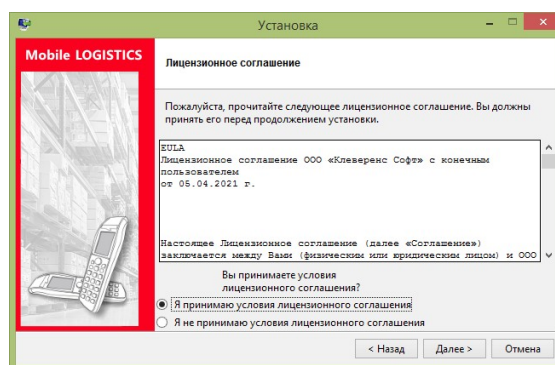 Установка
Mobile LOGISTICS
Лицензионное соглашение
Пожалуйста, прочитайте следующее лицензионное соглашение. Вы должны
принять его перед продолжением установки.
EULA
Лицензионное соглашение ООО «Клеверенс Софт» с конечным
пользователем
от 05.04.2021 г.
Настоящее Лицензионное соглашение (далее «Соглашение»)
заключается между Вами (физическим или юридическим лицом) и ООО
Вы принимаете условия
лицензионного соглашения?
Я принимаю условия лицензионного соглашения
Я не принимаю условия лицензионного соглашения
< Назад Далее > Отмена